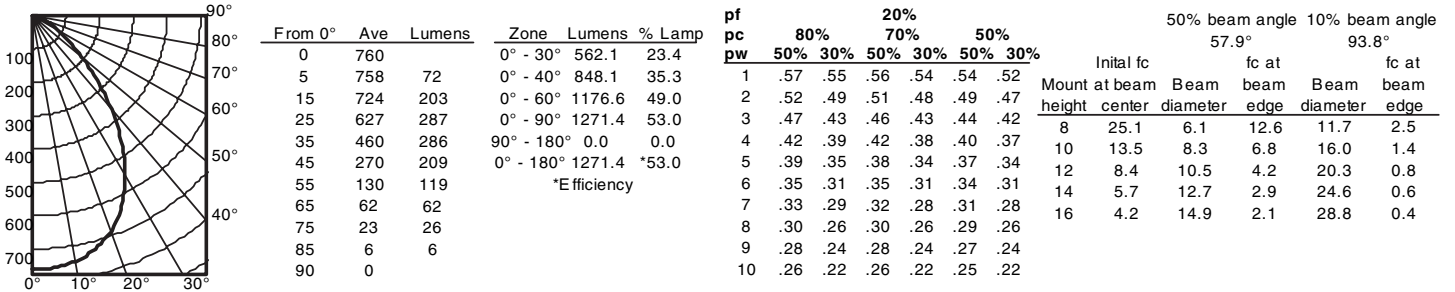 90°
80°
70°
60°
50°
40°
100
200
300
400
500
600
700
0° 10° 20° 30°
From 0° Ave Lumens
0 760
5 758 72
15 724 203
25 627 287
35 460 286
45 270 209
55 130 119
65 62 62
75 23 26
85 6 6
90 0
Zone Lumens % Lamp
0° - 30° 562.1 23.4
0° - 40° 848.1 35.3
0° - 60° 1176.6 49.0
0° - 90° 1271.4 53.0
90° - 180° 0.0 0.0
0° - 180° 1271.4 *53.0
*Efficiency
pf 20%
pc 80% 70% 50%
pw 50% 30% 50% 30% 50% 30%
1 .57 .55 .56 .54 .54 .52
2 .52 .49 .51 .48 .49 .47
3 .47 .43 .46 .43 .44 .42
4 .42 .39 .42 .38 .40 .37
5 .39 .35 .38 .34 .37 .34
6 .35 .31 .35 .31 .34 .31
7 .33 .29 .32 .28 .31 .28
8 .30 .26 .30 .26 .29 .26
9 .28 .24 .28 .24 .27 .24
10 .26 .22 .26 .22 .25 .22
50% beam angle 10% beam angle
57.9° 93.8°
Inital fc fc at fc at
Mount at beam Beam beam Beam beam
height center diameter edge diameter edge
8 25.1 6.1 12.6 11.7 2.5
10 13.5 8.3 6.8 16.0 1.4
12 8.4 10.5 4.2 20.3 0.8
14 5.7 12.7 2.9 24.6 0.6
16 4.2 14.9 2.1 28.8 0.4